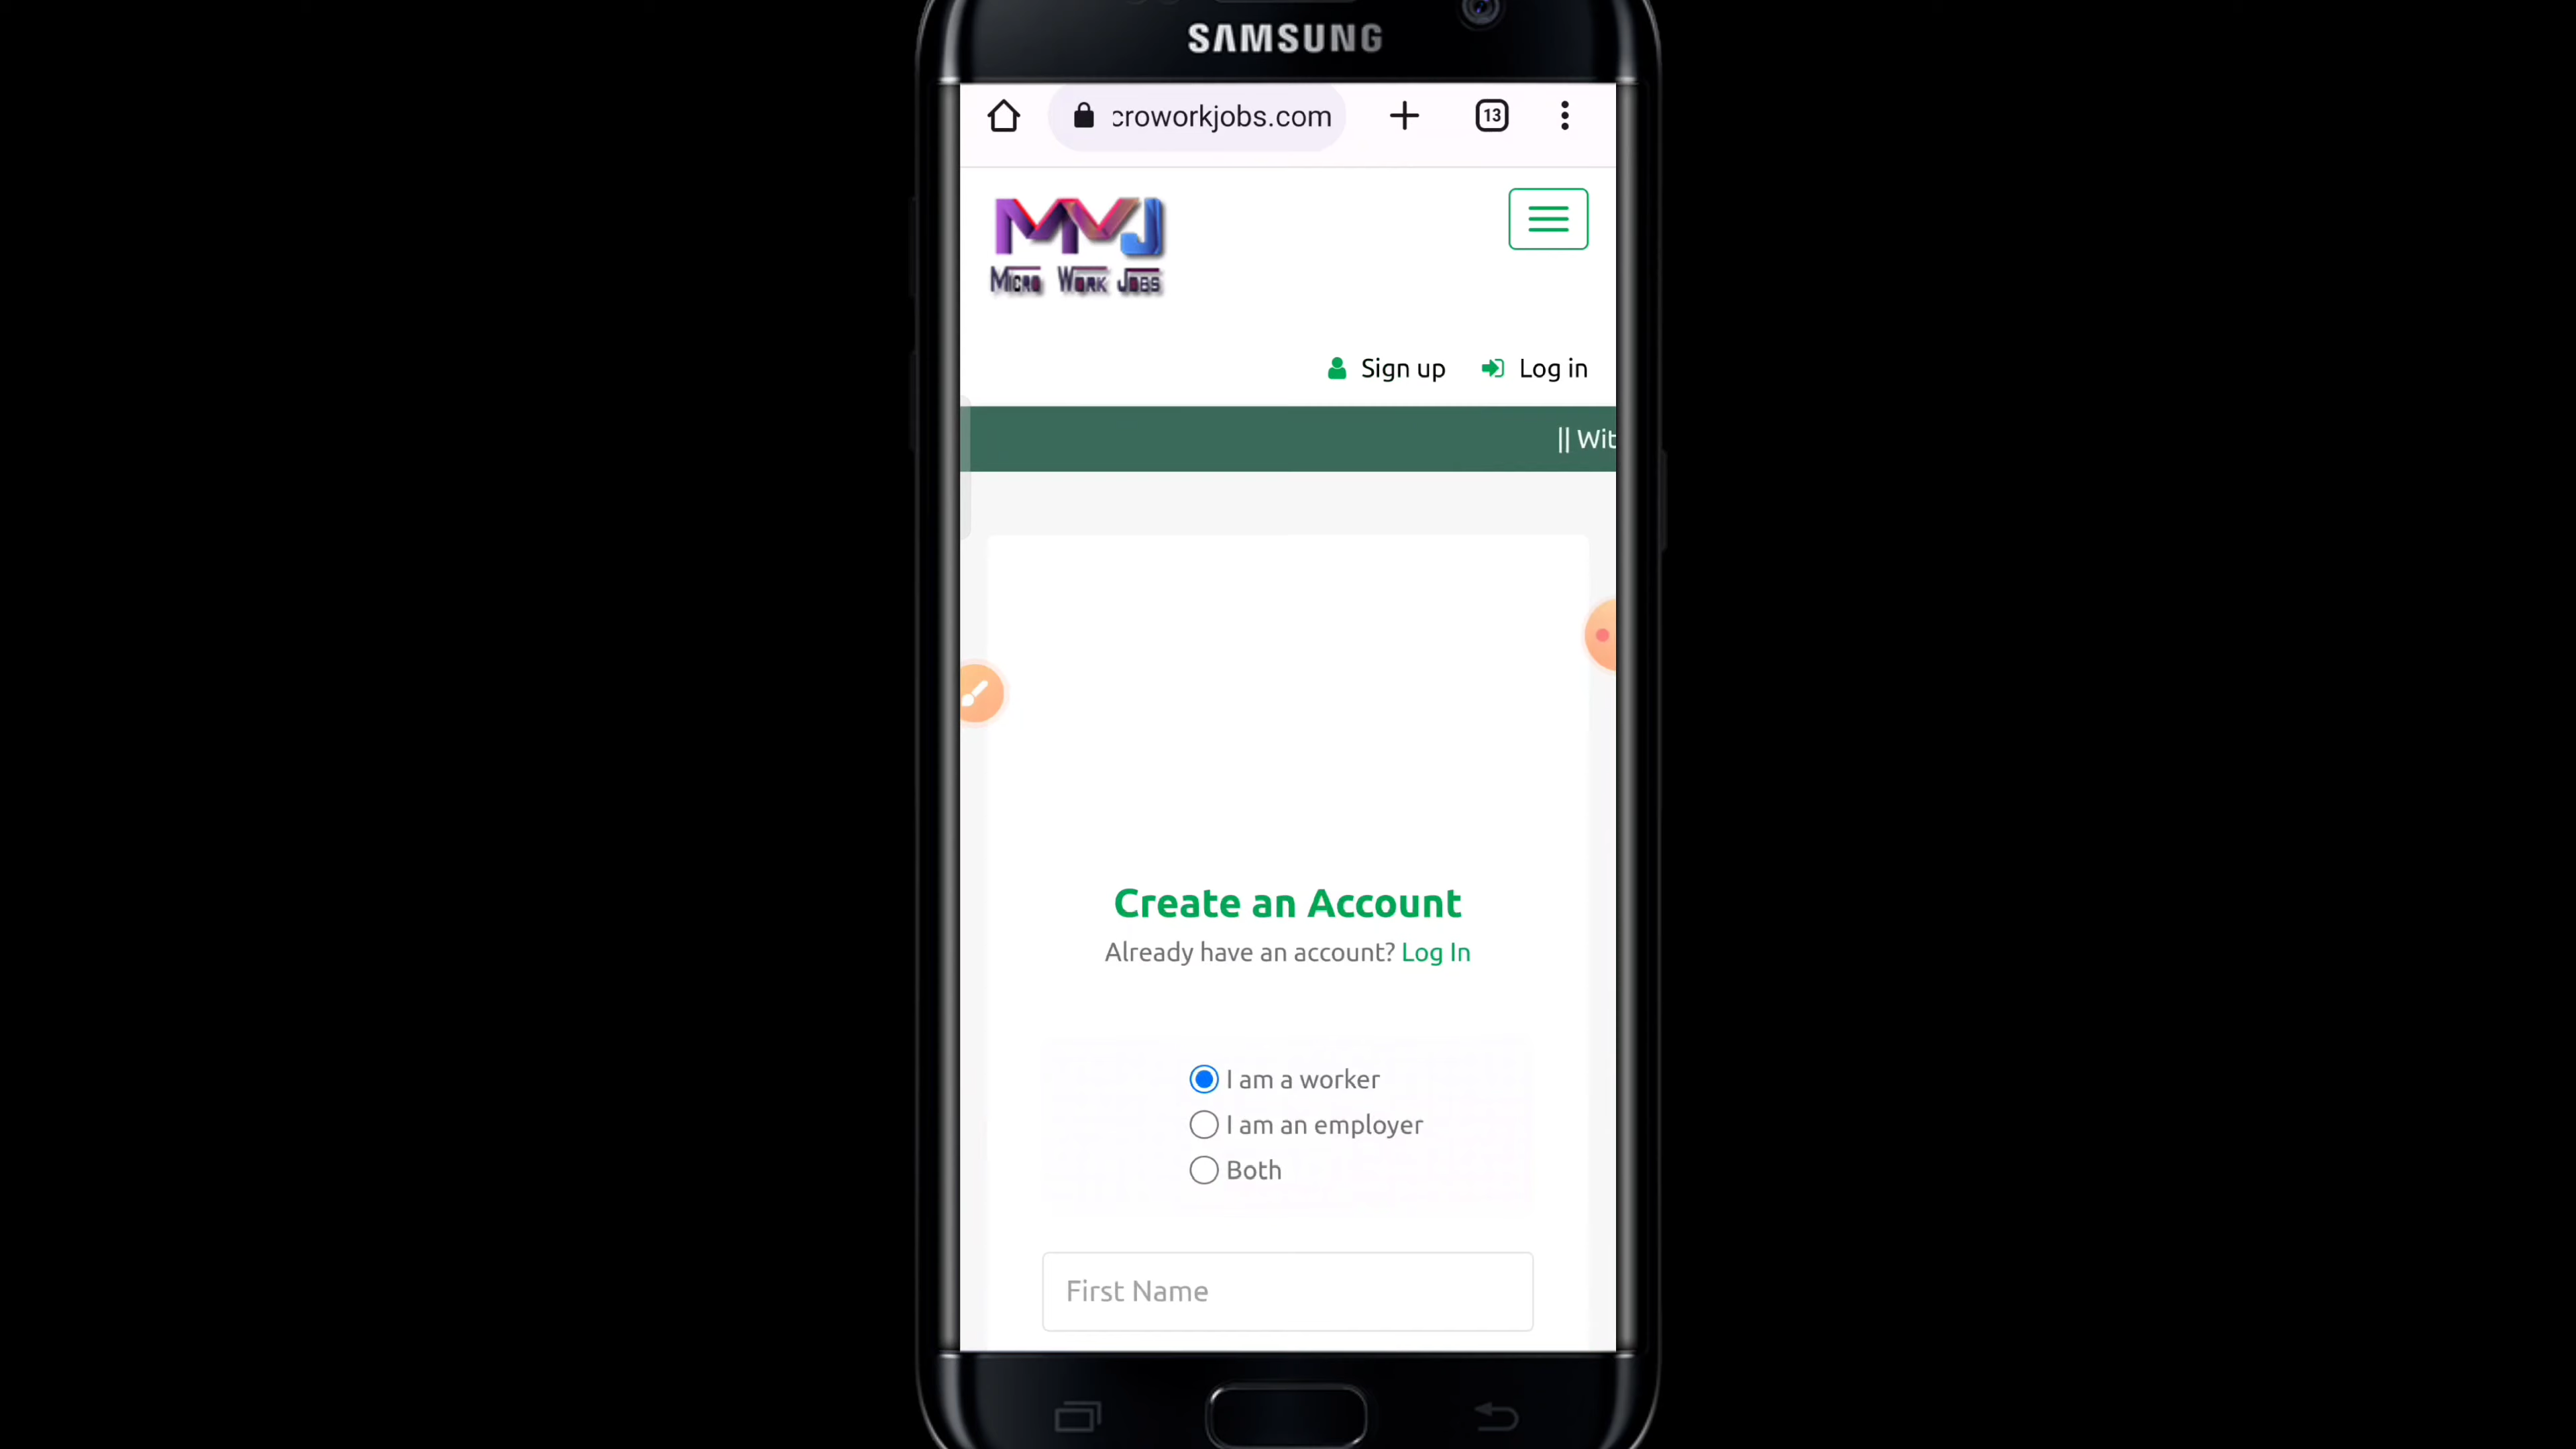 SAMSUNG
croworkjobs.com
13
MWJ
Micro Work Jobs
Sign up
Log in
|| Wit
Create an Account
Already have an account? Log In
I am a worker
I am an employer
Both
First Name